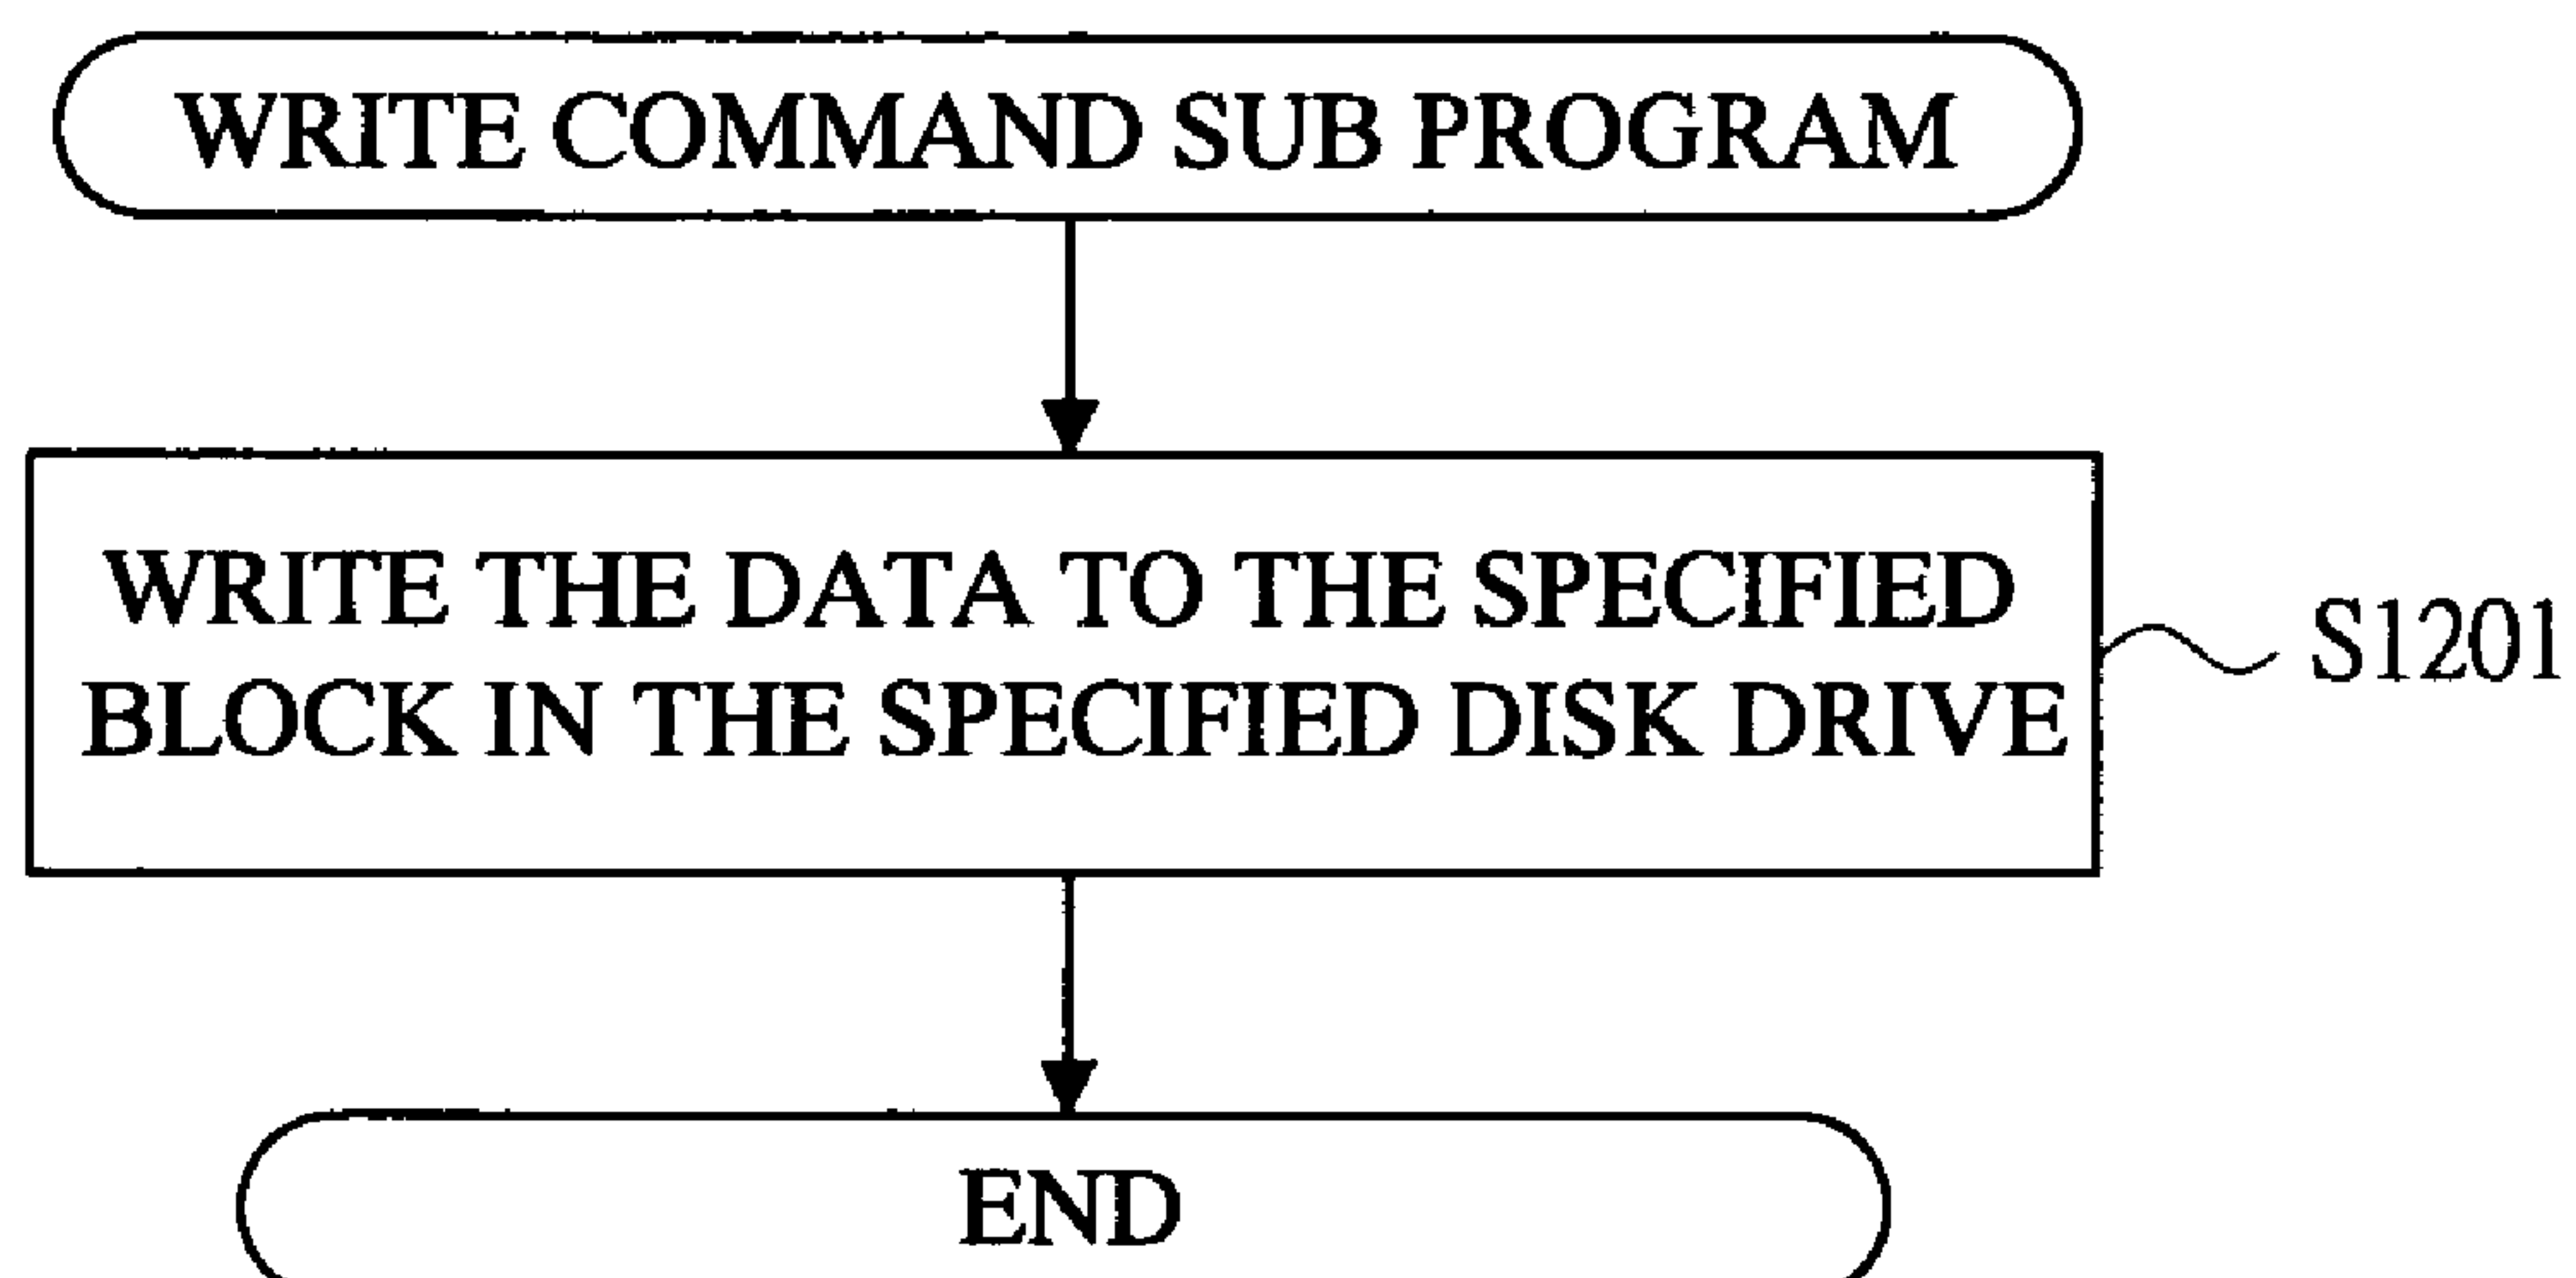 WRITE COMMAND SUB PROGRAM
WRITE THE DATA TO THE SPECIFIED
BLOCK IN THE SPECIFIED DISK DRIVE
S1201
END